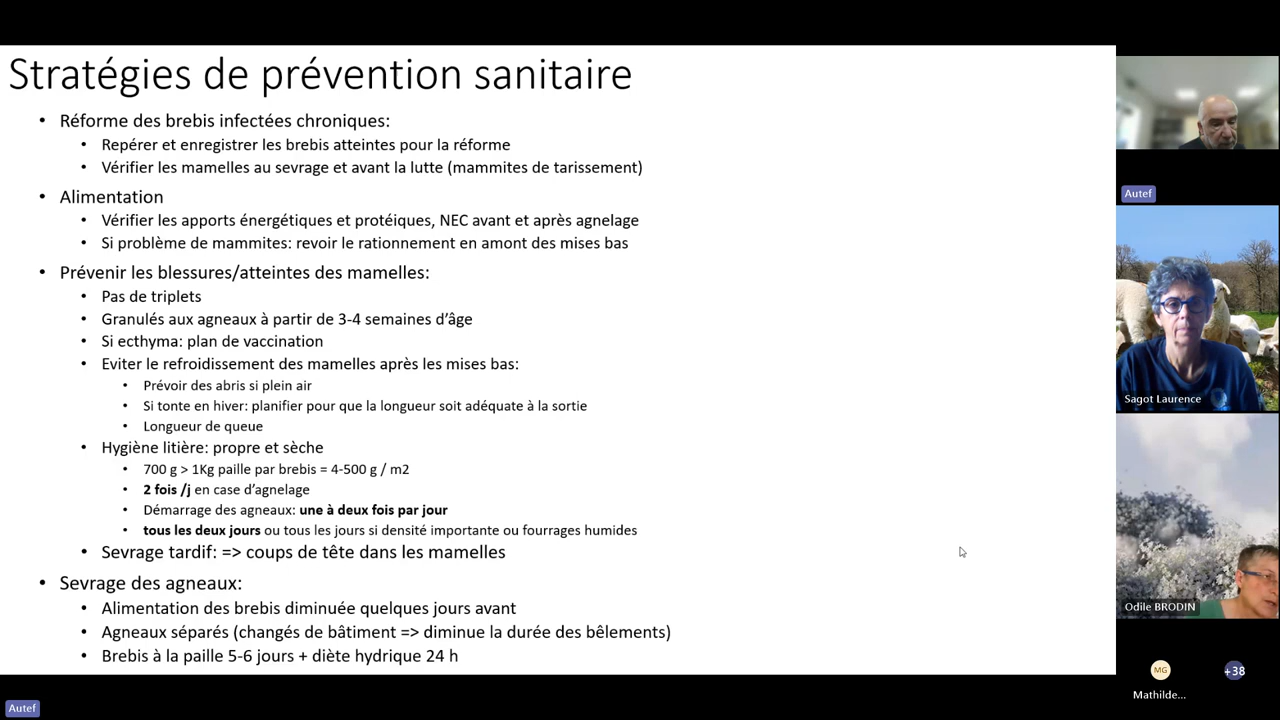 Stratégies de prévention sanitaire
• Réforme des brebis infectées chroniques:
• Repérer et enregistrer les brebis atteintes pour la réforme
• Vérifier les mamelles au sevrage et avant la lutte (mammites de tarissement)
• Alimentation
• Vérifier les apports énergétiques et protéiques, NEC avant et après agnelage
• Si problème de mammites: revoir le rationnement en amont des mises bas
• Prévenir les blessures/atteintes des mamelles:
• Pas de triplets
• Granulés aux agneaux à partir de 3-4 semaines d’âge
• Si ecthyma: plan de vaccination
• Eviter le refroidissement des mamelles après les mises bas:
• Prévoir des abris si plein air
• Si tonte en hiver: planifier pour que la longueur soit adéquate à la sortie
• Longueur de queue
• Hygiène litière: propre et sèche
• 700 g > 1Kg paille par brebis = 4-500 g / m2
• 2 fois /j en case d’agnelage
• Démarrage des agneaux: une à deux fois par jour
• tous les deux jours ou tous les jours si densité importante ou fourrages humides
• Sevrage tardif: => coups de tête dans les mamelles
• Sevrage des agneaux:
• Alimentation des brebis diminuée quelques jours avant
• Agneaux séparés (changés de bâtiment => diminue la durée des bêlements)
• Brebis à la paille 5-6 jours + diète hydrique 24 h
Autef
Autef
Sagot Laurence
Odile BRODIN
MG
+38
Mathilde...